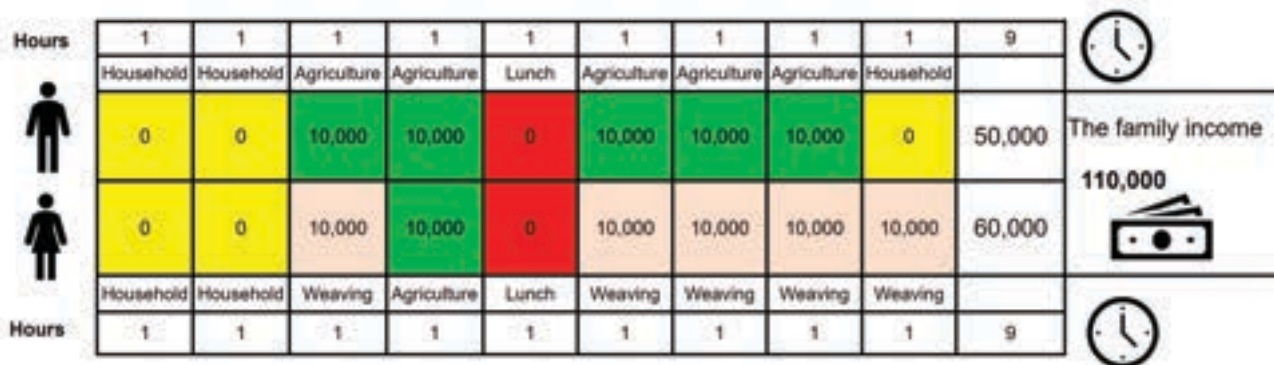 Hours 1 1 1 1 1 1 1 1 1 9
Household Household Agriculture Agriculture Lunch Agriculture Agriculture Agriculture Household
0 0 10,000 10,000 0 10,000 10,000 10,000 0 50,000
The family income
110,000
0 0 10,000 10,000 0 10,000 10,000 10,000 10,000 60,000
Household Household Weaving Agriculture Lunch Weaving Weaving Weaving Weaving
Hours 1 1 1 1 1 1 1 1 1 9